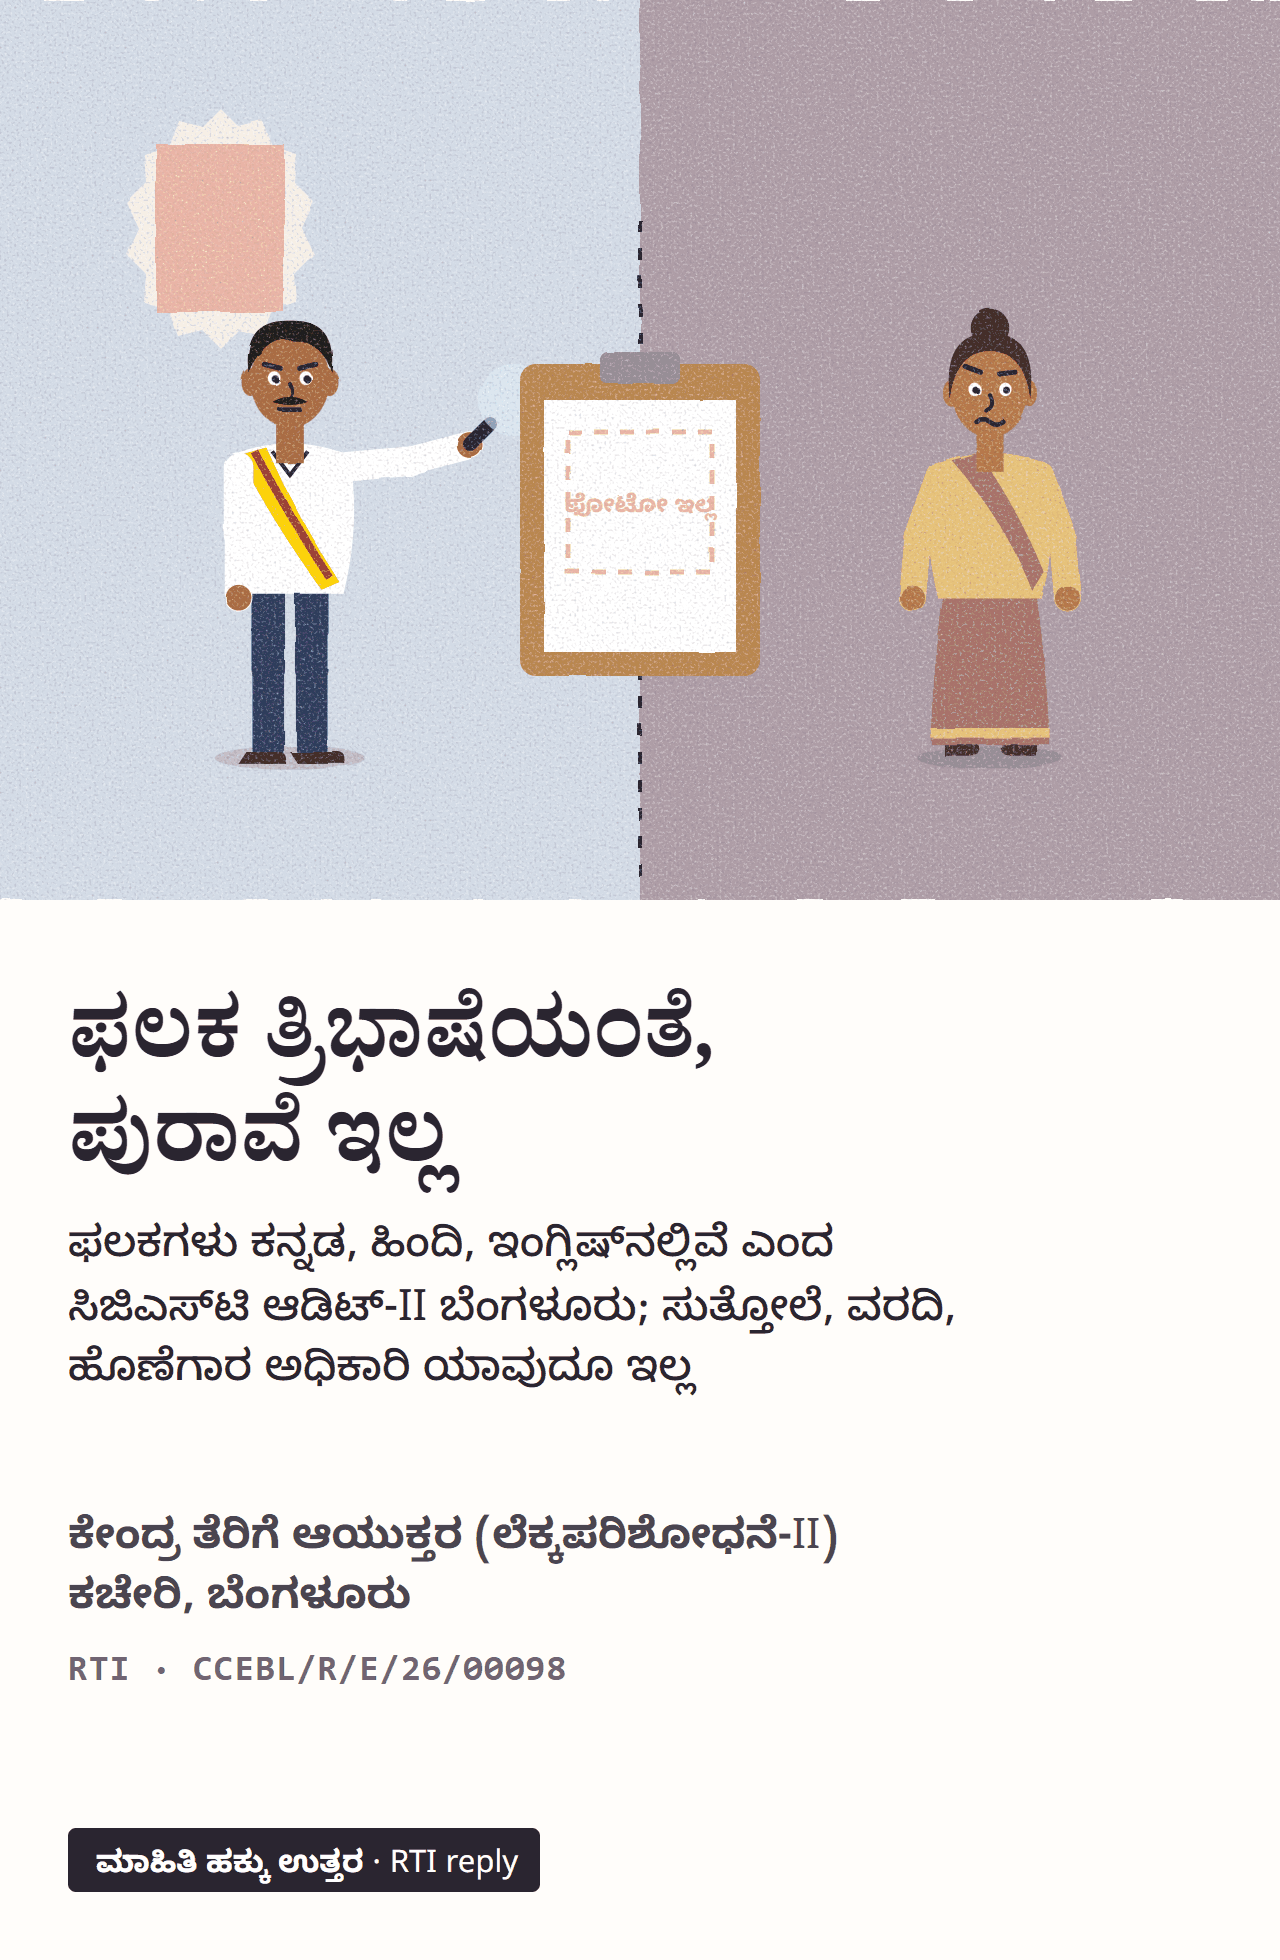 ಫೋಟೋ ಇಲ್ಲ
ಫಲಕ ತ್ರಿಭಾಷೆಯಂತೆ,
ಪುರಾವೆ ಇಲ್ಲ
ಫಲಕಗಳು ಕನ್ನಡ, ಹಿಂದಿ, ಇಂಗ್ಲಿಷ್‌ನಲ್ಲಿವೆ ಎಂದ
ಸಿಜಿಎಸ್‌ಟಿ ಆಡಿಟ್-II ಬೆಂಗಳೂರು; ಸುತ್ತೋಲೆ, ವರದಿ,
ಹೊಣೆಗಾರ ಅಧಿಕಾರಿ ಯಾವುದೂ ಇಲ್ಲ
ಕೇಂದ್ರ ತೆರಿಗೆ ಆಯುಕ್ತರ (ಲೆಕ್ಕಪರಿಶೋಧನೆ-II)
ಕಚೇರಿ, ಬೆಂಗಳೂರು
RTI · CCEBL/R/E/26/00098
ಮಾಹಿತಿ ಹಕ್ಕು ಉತ್ತರ · RTI reply